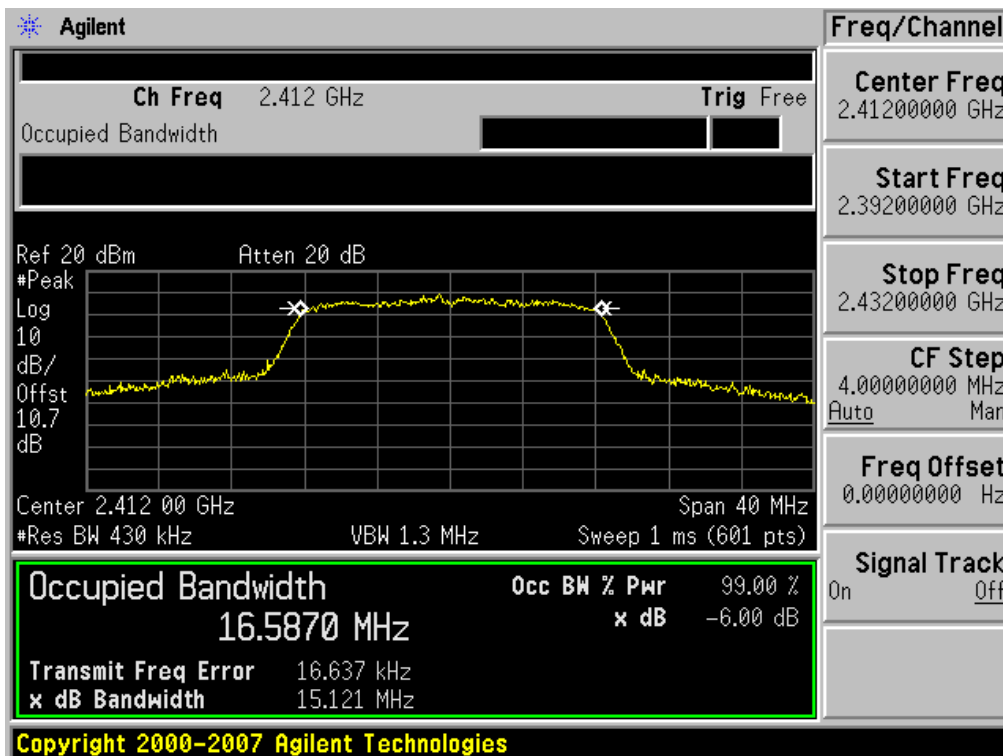 Agilent
Freq/Channel
Ch Freq 2.412 GHz Trig Free
Occupied Bandwidth
Center Freq
2.41200000 GHz
Start Freq
2.39200000 GHz
Stop Freq
2.43200000 GHz
CF Step
4.00000000 MHz
Auto Man
Freq Offset
0.00000000 Hz
Signal Track
On Off
Ref 20 dBm Atten 20 dB
#Peak
Log
10
dB/
Offst
10.7
dB
Center 2.412 00 GHz Span 40 MHz
#Res BW 430 kHz VBW 1.3 MHz Sweep 1 ms (601 pts)
Occupied Bandwidth
16.5870 MHz
Occ BW % Pwr 99.00 %
x dB -6.00 dB
Transmit Freq Error 16.637 kHz
x dB Bandwidth 15.121 MHz
Copyright 2000-2007 Agilent Technologies